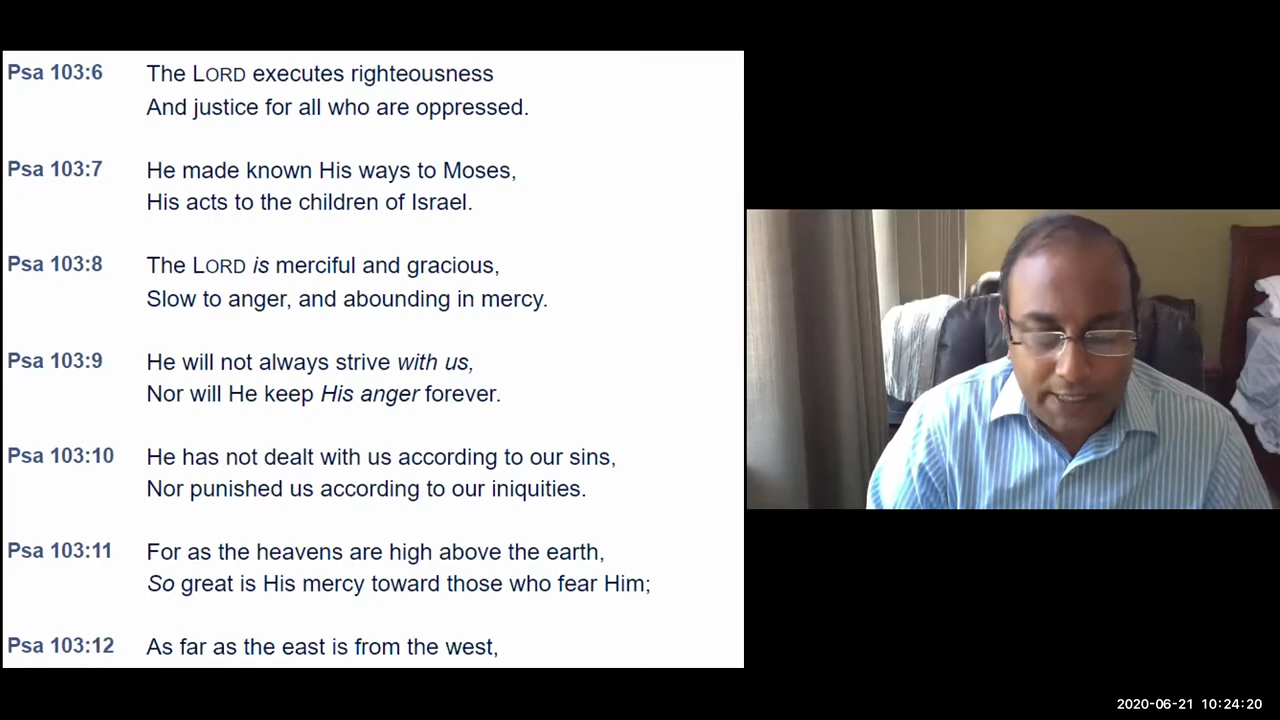 Psa 103:6 The LORD executes righteousness
And justice for all who are oppressed.
Psa 103:7 He made known His ways to Moses,
His acts to the children of Israel.
Psa 103:8 The LORD is merciful and gracious,
Slow to anger, and abounding in mercy.
Psa 103:9 He will not always strive with us,
Nor will He keep His anger forever.
Psa 103:10 He has not dealt with us according to our sins,
Nor punished us according to our iniquities.
Psa 103:11 For as the heavens are high above the earth,
So great is His mercy toward those who fear Him;
Psa 103:12 As far as the east is from the west,
2020-06-21 10:24:20